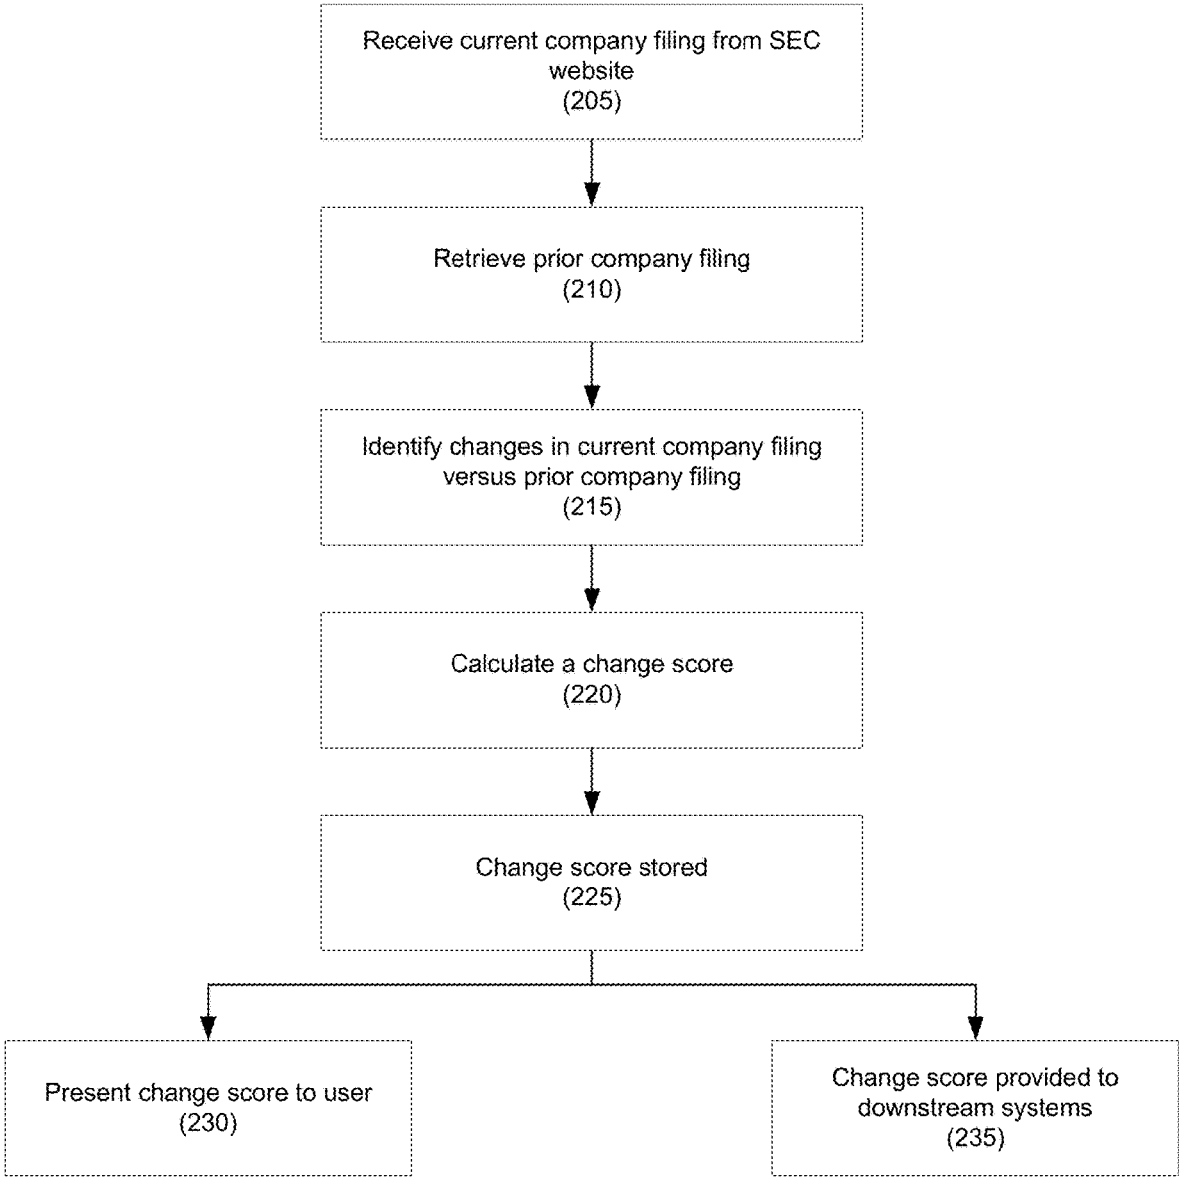 Receive current company filing from SEC
website
(205)
Retrieve prior company filing
(210)
Identify changes in current company filing
versus prior company filing
(215)
Calculate a change score
(220)
Change score stored
(225)
Present change score to user
(230)
Change score provided to
downstream systems
(235)